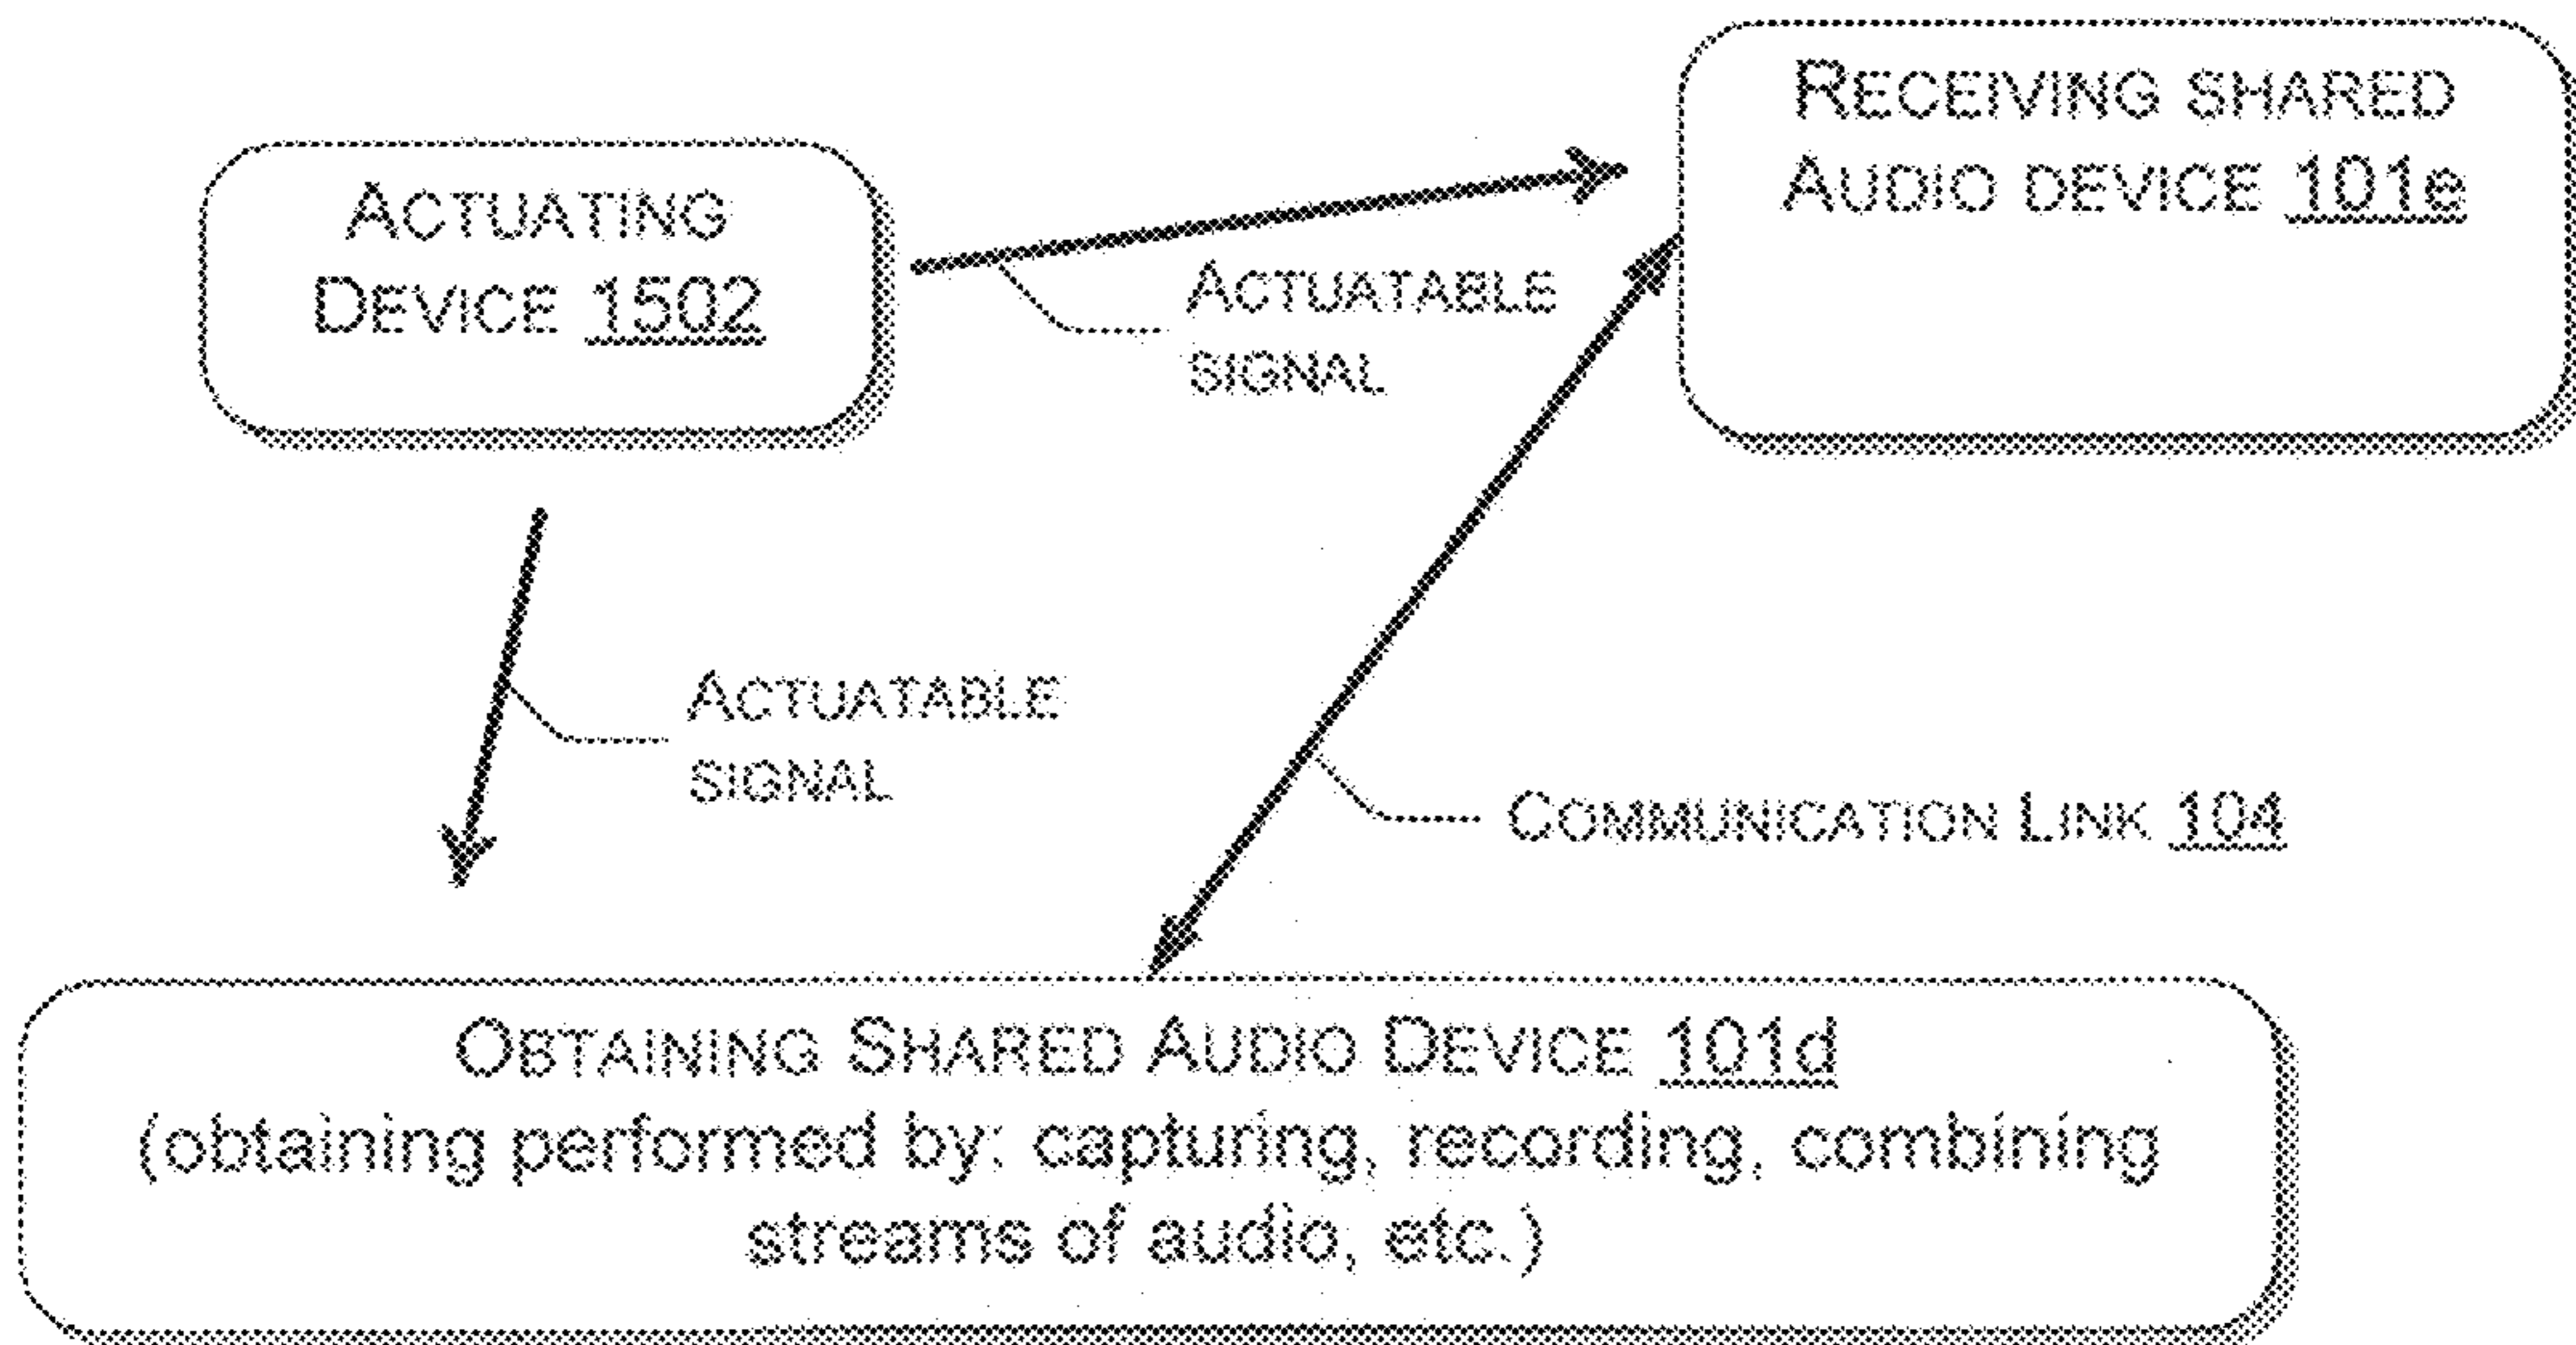 RECEIVING SHARED
AUDIO DEVICE 101e
ACTUATING
DEVICE 1502
ACTUATABLE
SIGNAL
ACTUATABLE
SIGNAL
COMMUNICATION LINK 104
OBTAINING SHARED AUDIO DEVICE 101d
(obtaining performed by: capturing, recording, combining
streams of audio, etc.)